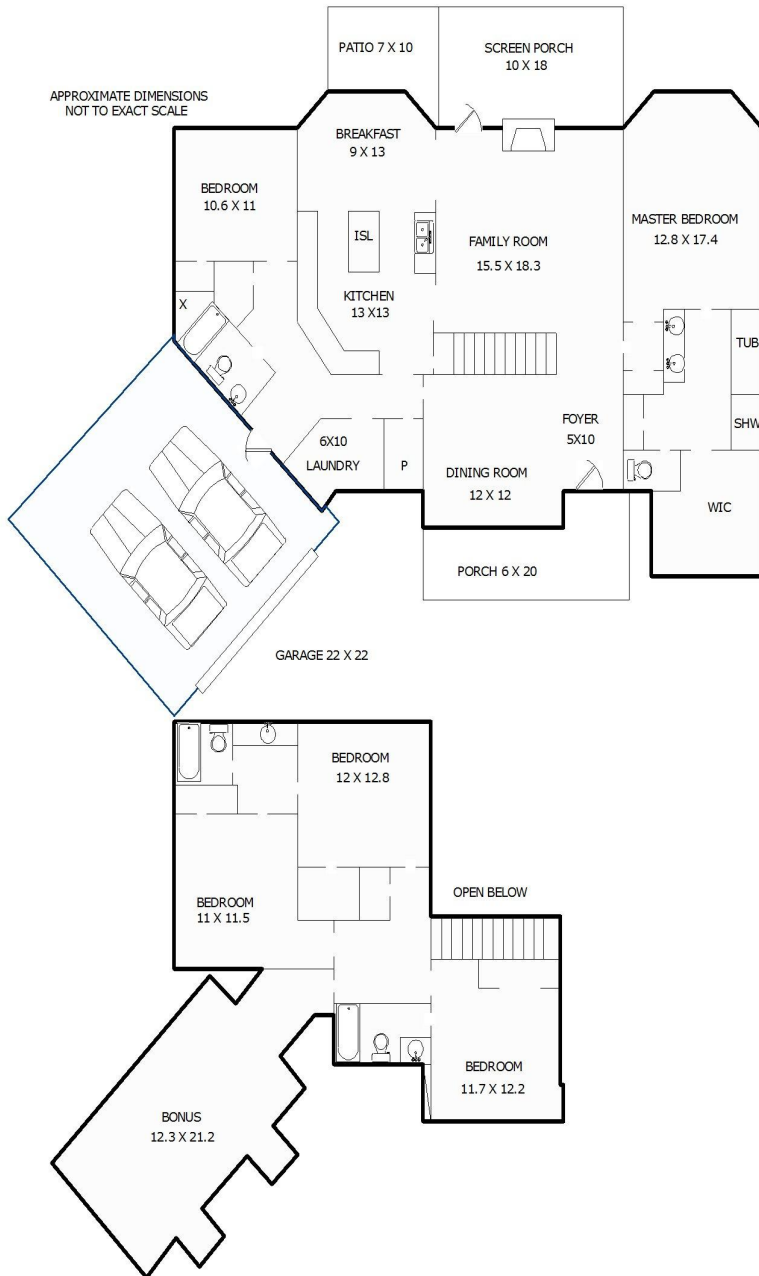 PATIO 7 X 10
SCREEN PORCH
10 X 18
APPROXIMATE DIMENSIONS
NOT TO EXACT SCALE
BREAKFAST
9 X 13
BEDROOM
10.6 X 11
ISL
FAMILY ROOM
15.5 X 18.3
MASTER BEDROOM
12.8 X 17.4
KITCHEN
13 X13
X
TUB
SHW
FOYER
5X10
6X10
LAUNDRY
P
DINING ROOM
12 X 12
WIC
PORCH 6 X 20
GARAGE 22 X 22
BEDROOM
12 X 12.8
BEDROOM
11 X 11.5
OPEN BELOW
BEDROOM
11.7 X 12.2
BONUS
12.3 X 21.2